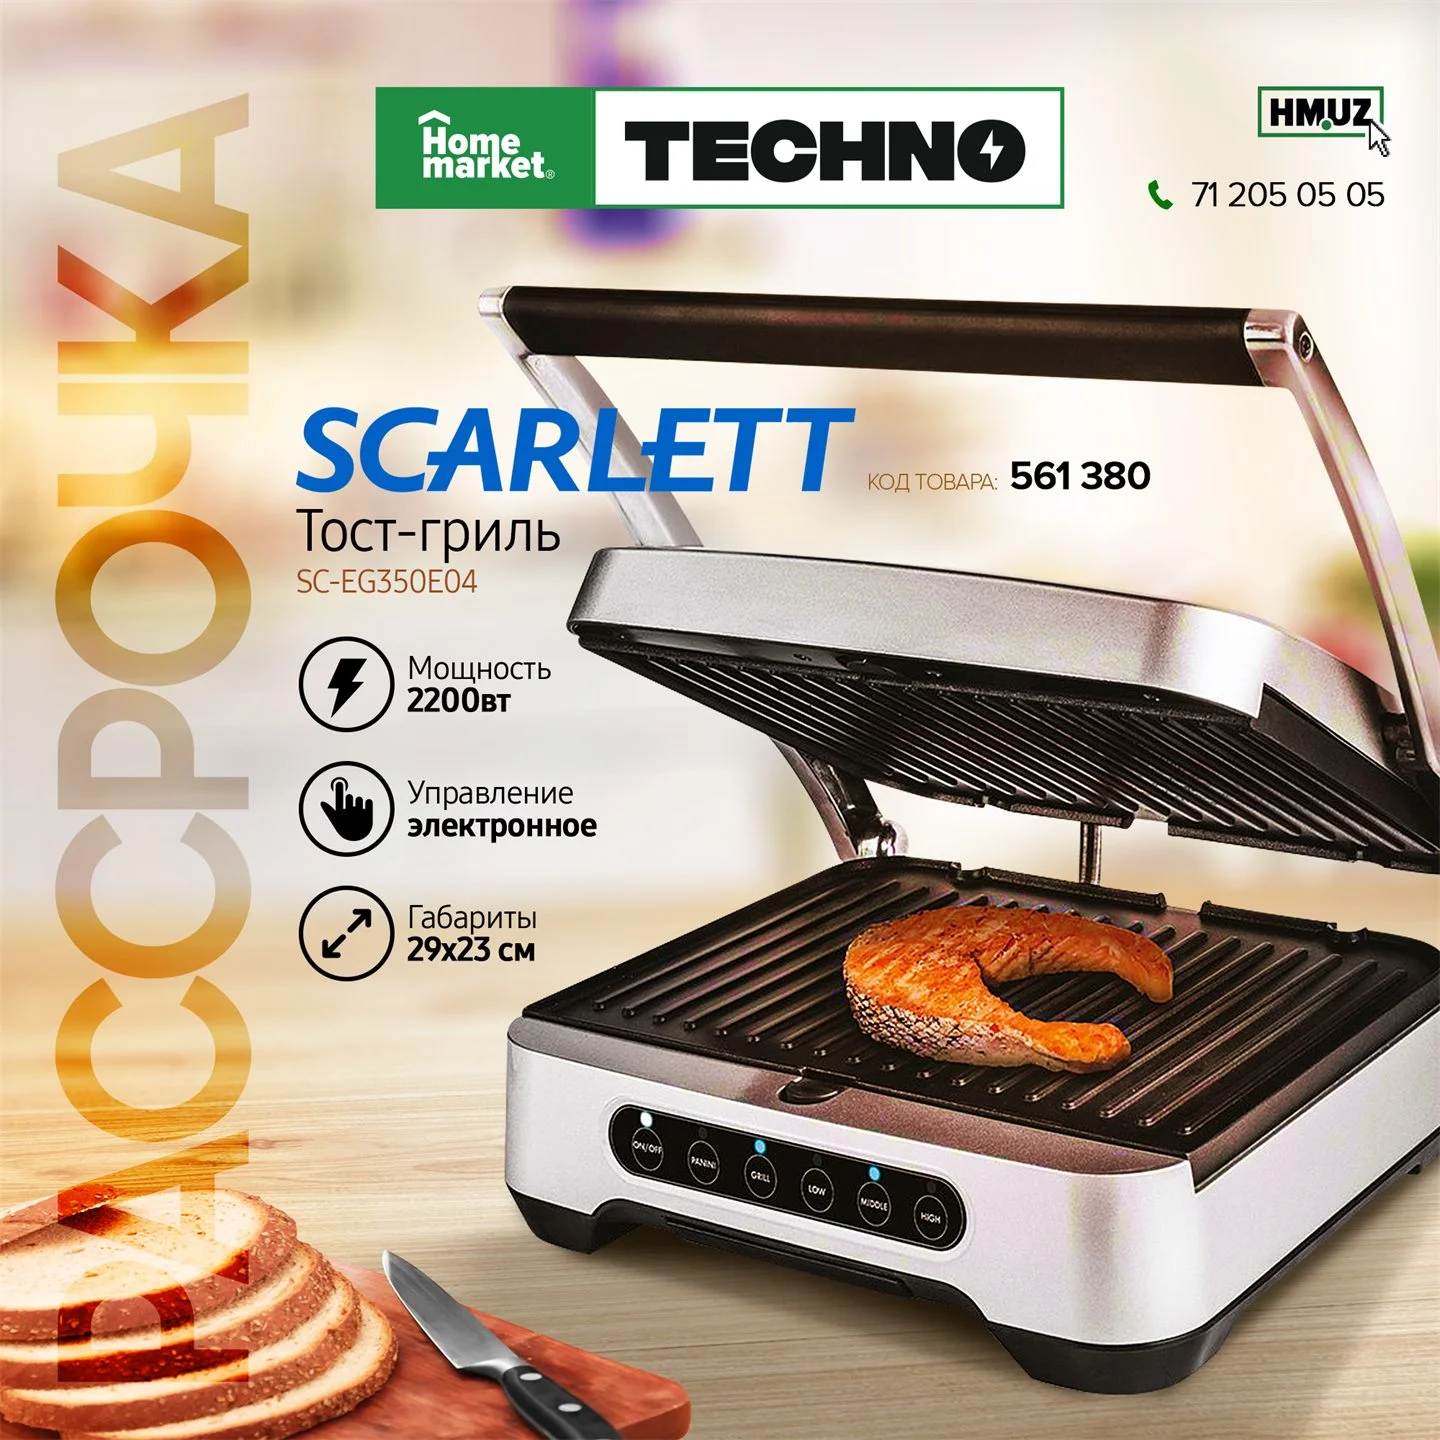 Home
market®
TECHNO
HM.UZ
71 205 05 05
РАССРОЧКА
SCARLETT
КОД ТОВАРА: 561 380
Тост-гриль
SC-EG350E04
Мощность
2200вт
Управление
электронное
Габариты
29x23 см
ON/OFF
PANINI
GRILL
LOW
MIDDLE
HIGH